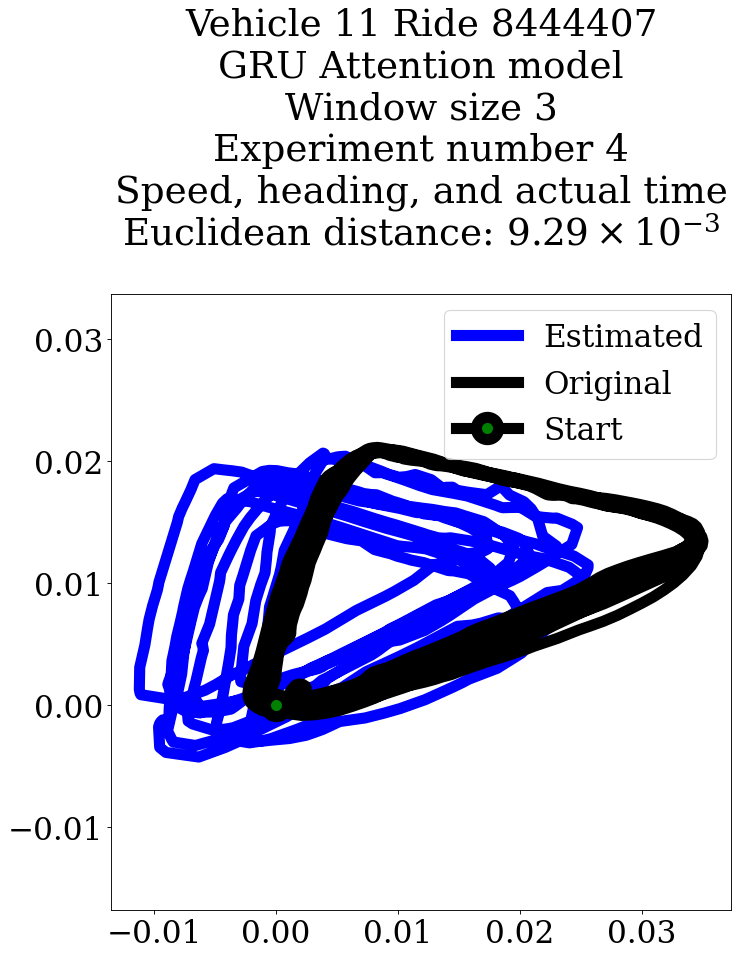 Vehicle 11 Ride 8444407
GRU Attention model
Window size 3
Experiment number 4
Speed, heading, and actual time
Euclidean distance: 9.29 × 10⁻³
Estimated
Original
Start
0.03
0.02
0.01
0.00
−0.01
−0.01 0.00 0.01 0.02 0.03